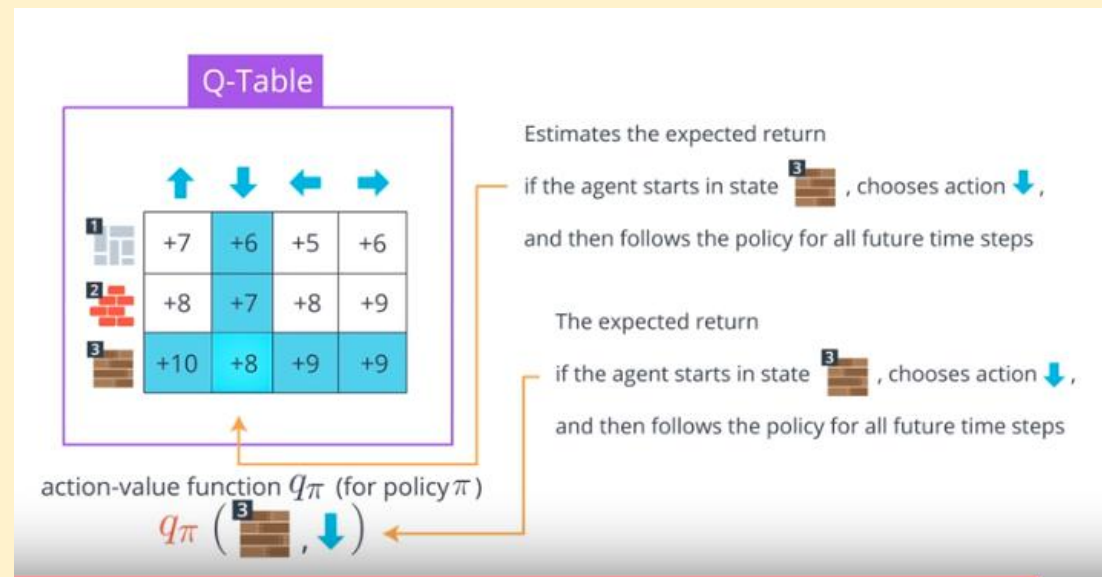 Q-Table
1 +7 +6 +5 +6
2 +8 +7 +8 +9
3 +10 +8 +9 +9
Estimates the expected return
if the agent starts in state 3 , chooses action ,
and then follows the policy for all future time steps
The expected return
if the agent starts in state 3 , chooses action ,
and then follows the policy for all future time steps
action-value function qπ (for policy π)
qπ (3 , )